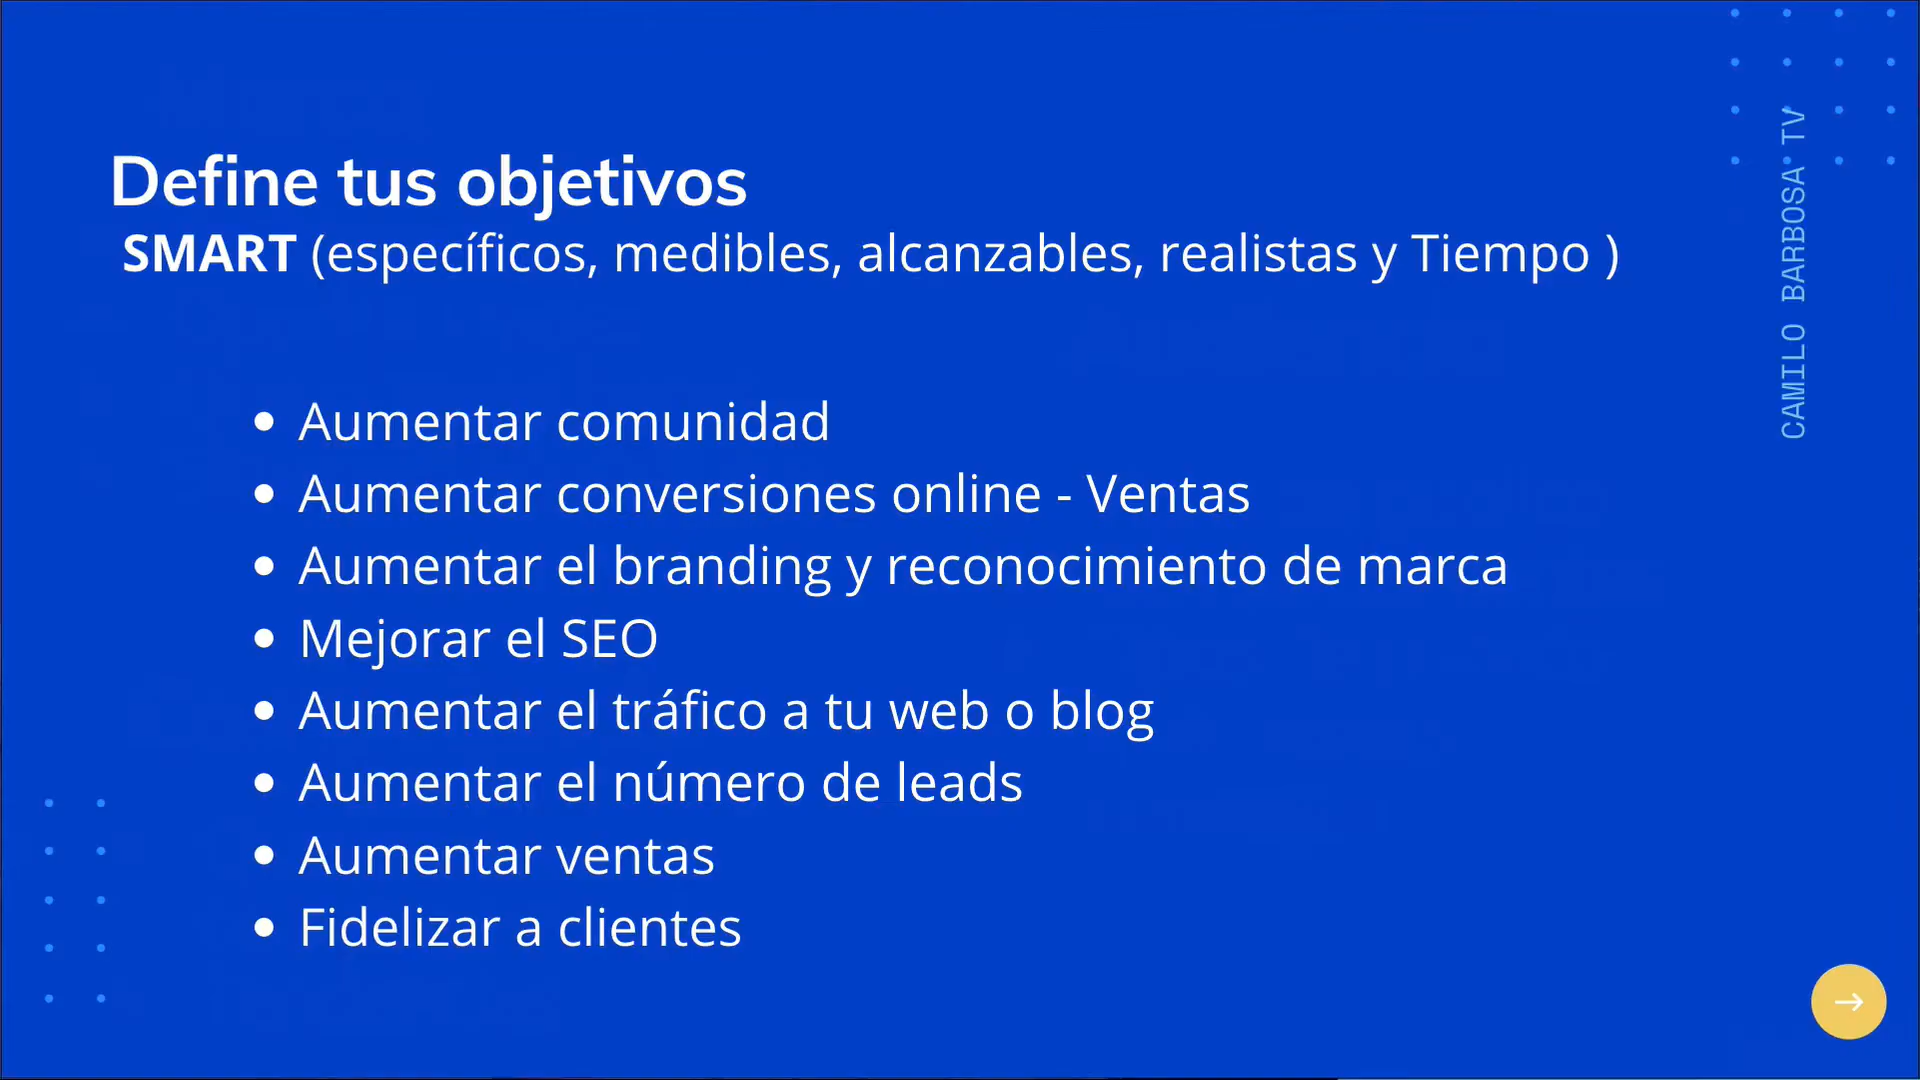 Define tus objetivos
SMART (específicos, medibles, alcanzables, realistas y Tiempo )
CAMILO BARBOSA TV
• Aumentar comunidad
• Aumentar conversiones online - Ventas
• Aumentar el branding y reconocimiento de marca
• Mejorar el SEO
• Aumentar el tráfico a tu web o blog
• Aumentar el número de leads
• Aumentar ventas
• Fidelizar a clientes